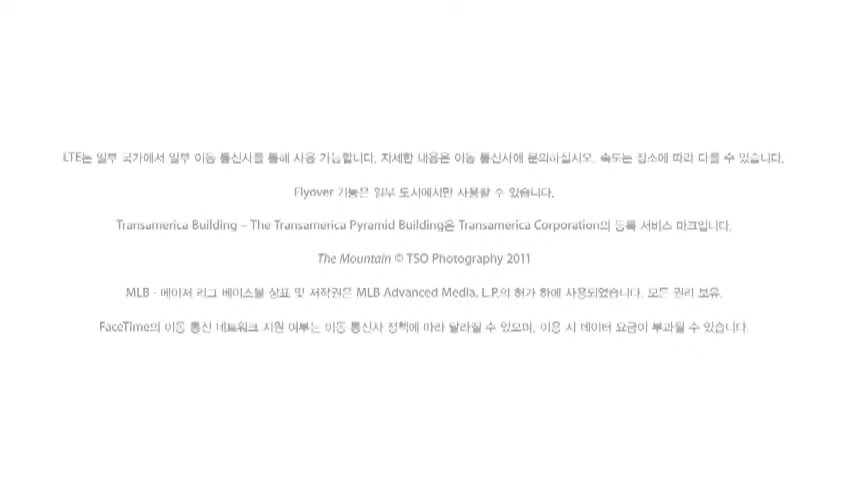 LTE는 일부 국가에서 일부 이동 통신사를 통해 사용 가능합니다. 자세한 내용은 이동 통신사에 문의하십시오. 속도는 장소에 따라 다를 수 있습니다.
Flyover 기능은 일부 도시에서만 사용할 수 있습니다.
Transamerica Building – The Transamerica Pyramid Building은 Transamerica Corporation의 등록 서비스 마크입니다.
The Mountain © TSO Photography 2011
MLB · 메이저 리그 베이스볼 상표 및 저작권은 MLB Advanced Media, L.P.의 허가 하에 사용되었습니다. 모든 권리 보유.
FaceTime의 이동 통신 네트워크 지원 여부는 이동 통신사 정책에 따라 달라질 수 있으며, 이용 시 데이터 요금이 부과될 수 있습니다.